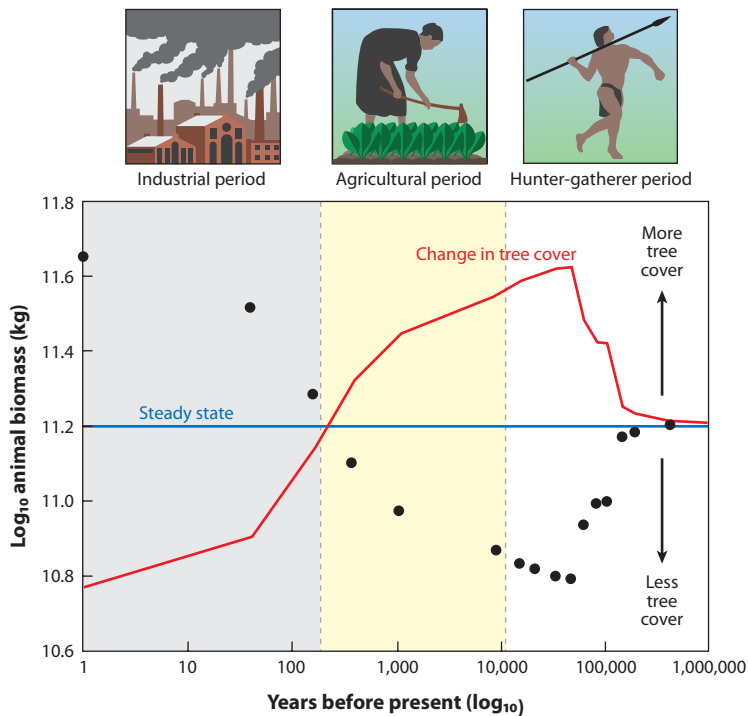 Industrial period
Agricultural period
Hunter-gatherer period
11.8
11.6
11.4
11.2
11.0
10.8
10.6
Log₁₀ animal biomass (kg)
Change in tree cover
Steady state
More
tree
cover
Less
tree
cover
1
10
100
1,000
10,000
100,000
1,000,000
Years before present (log₁₀)